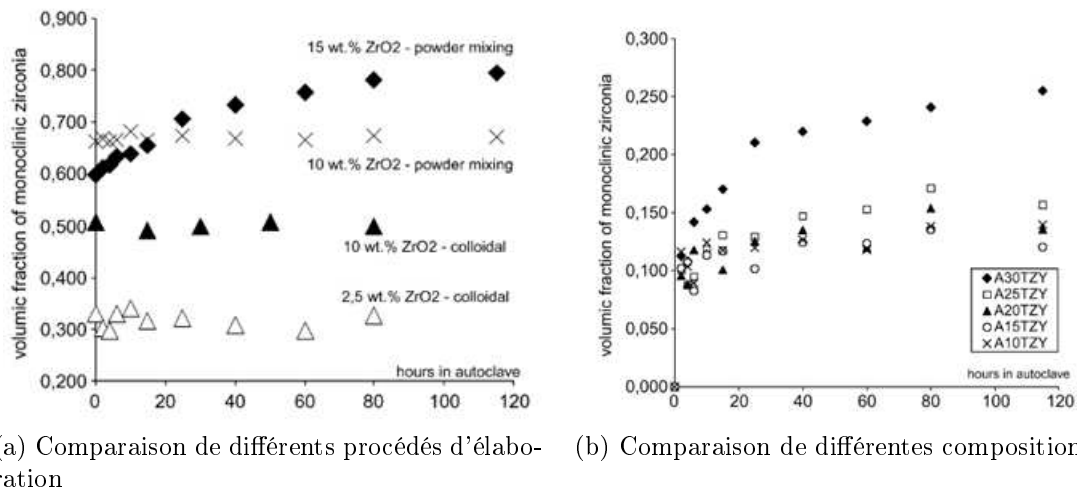 0,900
0,800
0,700
0,600
0,500
0,400
0,300
0,200
0 20 40 60 80 100 120
volumic fraction of monoclinic zirconia
15 wt.% ZrO2 - powder mixing
10 wt.% ZrO2 - powder mixing
10 wt.% ZrO2 - colloidal
2,5 wt.% ZrO2 - colloidal
hours in autoclave
(a) Comparaison de différents procédés d'élabo-
ration
0,300
0,250
0,200
0,150
0,100
0,050
0,000
0 20 40 60 80 100 120
volumic fraction of monoclinic zirconia
A30TZY
A25TZY
A20TZY
A15TZY
A10TZY
hours in autoclave
(b) Comparaison de différentes composition